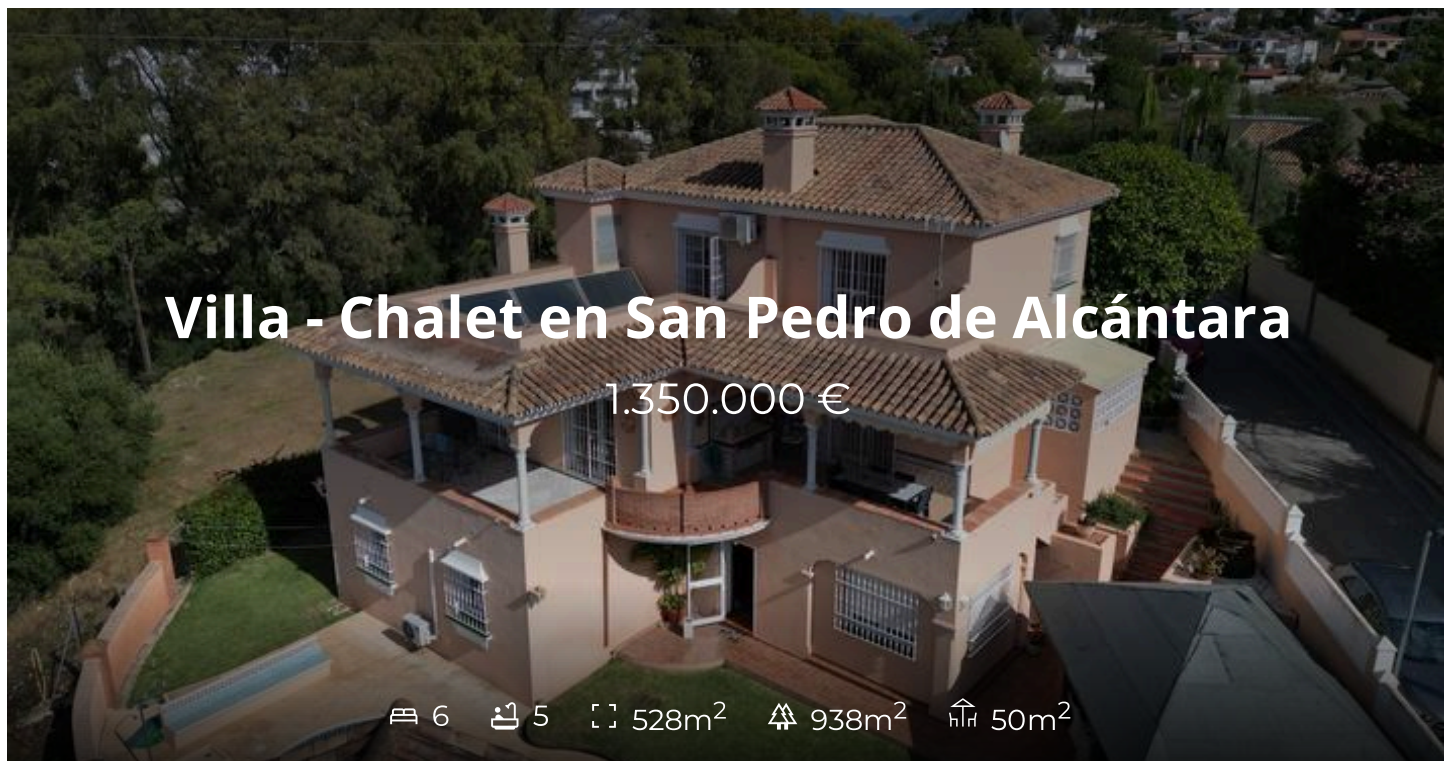 Villa - Chalet en San Pedro de Alcántara
1.350.000 €
6 5 528m² 938m² 50m²